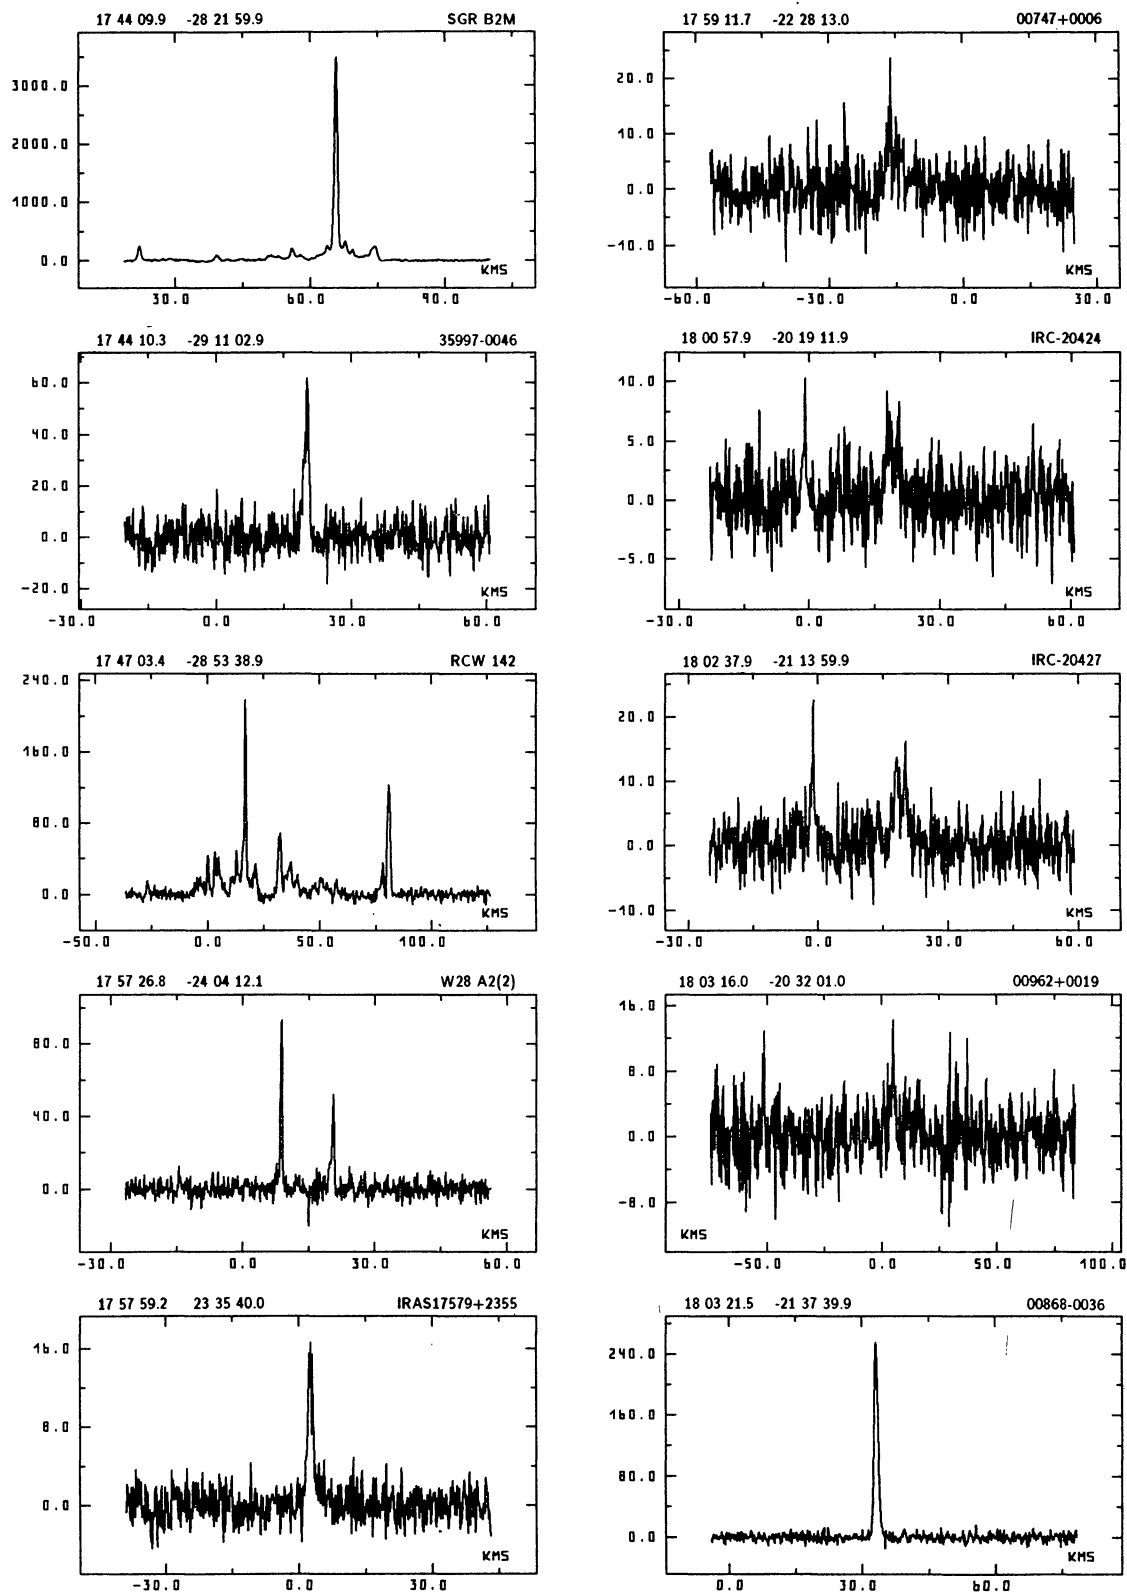 17 44 09.9 -28 21 59.9 SGR B2M
3000.0
2000.0
1000.0
0.0
KMS
30.0 60.0 90.0
17 44 10.3 -29 11 02.9 35997-0046
60.0
40.0
20.0
0.0
-20.0
KMS
-30.0 0.0 30.0 60.0
17 47 03.4 -28 53 38.9 RCW 142
240.0
160.0
80.0
0.0
KMS
-50.0 0.0 50.0 100.0
17 57 26.8 -24 04 12.1 W28 A2(2)
80.0
40.0
0.0
KMS
-30.0 0.0 30.0 60.0
17 57 59.2 23 35 40.0 IRAS17579+2355
16.0
8.0
0.0
KMS
-30.0 0.0 30.0
17 59 11.7 -22 28 13.0 00747+0006
20.0
10.0
0.0
-10.0
KMS
-60.0 -30.0 0.0 30.0
18 00 57.9 -20 19 11.9 IRC-20424
10.0
5.0
0.0
-5.0
KMS
-30.0 0.0 30.0 60.0
18 02 37.9 -21 13 59.9 IRC-20427
20.0
10.0
0.0
-10.0
KMS
-30.0 0.0 30.0 60.0
18 03 16.0 -20 32 01.0 00962+0019
16.0
8.0
0.0
-8.0
KMS
-50.0 0.0 50.0 100.0
18 03 21.5 -21 37 39.9 00868-0036
240.0
160.0
80.0
0.0
KMS
0.0 30.0 60.0